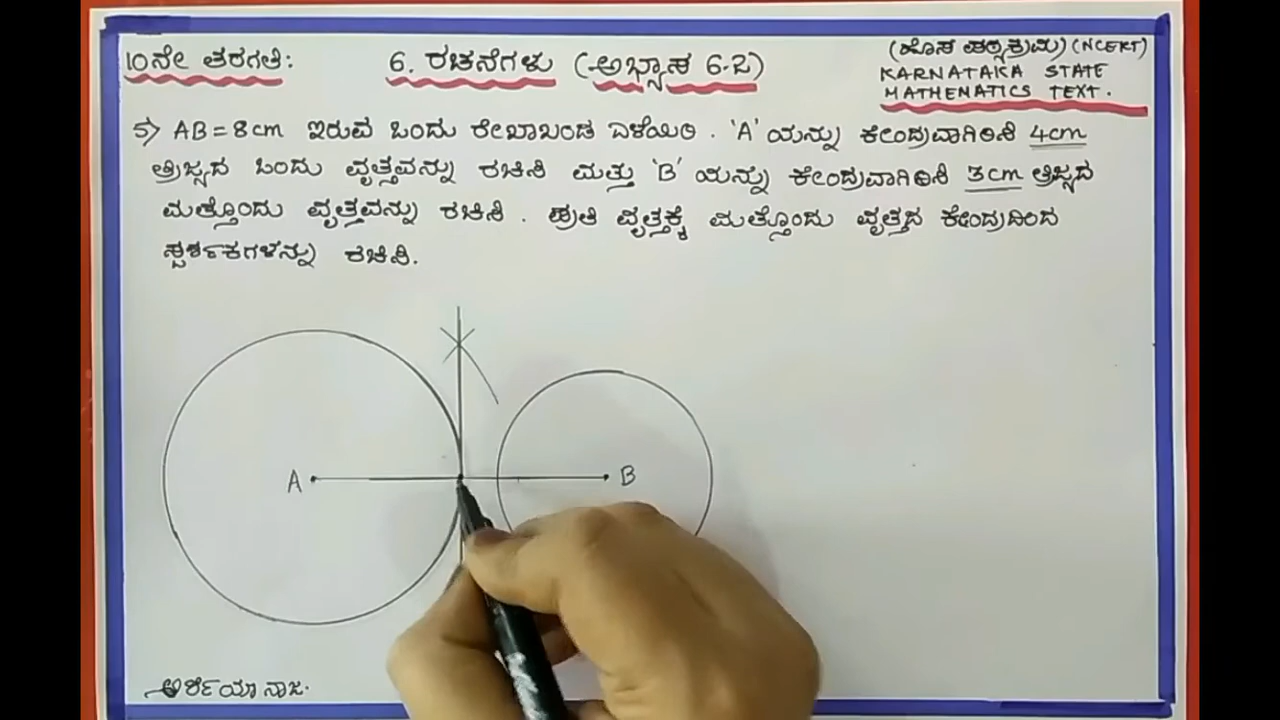 10ನೇ ತರಗತಿ:
6. ರಚನೆಗಳು (ಅಭ್ಯಾಸ 6.2)
(ಹೊಸ ಪಠ್ಯಕ್ರಮ) (NCERT)
KARNATAKA STATE
MATHENATICS TEXT.
5) AB = 8cm ಇರುವ ಒಂದು ರೇಖಾಖಂಡ ಎಳೆಯಿರಿ. 'A' ಯನ್ನು ಕೇಂದ್ರವಾಗಿರಿಸಿ 4cm
ತ್ರಿಜ್ಯದ ಒಂದು ವೃತ್ತವನ್ನು ರಚಿಸಿ ಮತ್ತು 'B' ಯನ್ನು ಕೇಂದ್ರವಾಗಿರಿಸಿ 3cm ತ್ರಿಜ್ಯದ
ಮತ್ತೊಂದು ವೃತ್ತವನ್ನು ರಚಿಸಿ. ಪ್ರತಿ ವೃತ್ತಕ್ಕೆ ಮತ್ತೊಂದು ವೃತ್ತದ ಕೇಂದ್ರದಿಂದ
ಸ್ಪರ್ಶಕಗಳನ್ನು ರಚಿಸಿ.
A B
ಅರ್ಶಿಯಾ ನಾಜ.